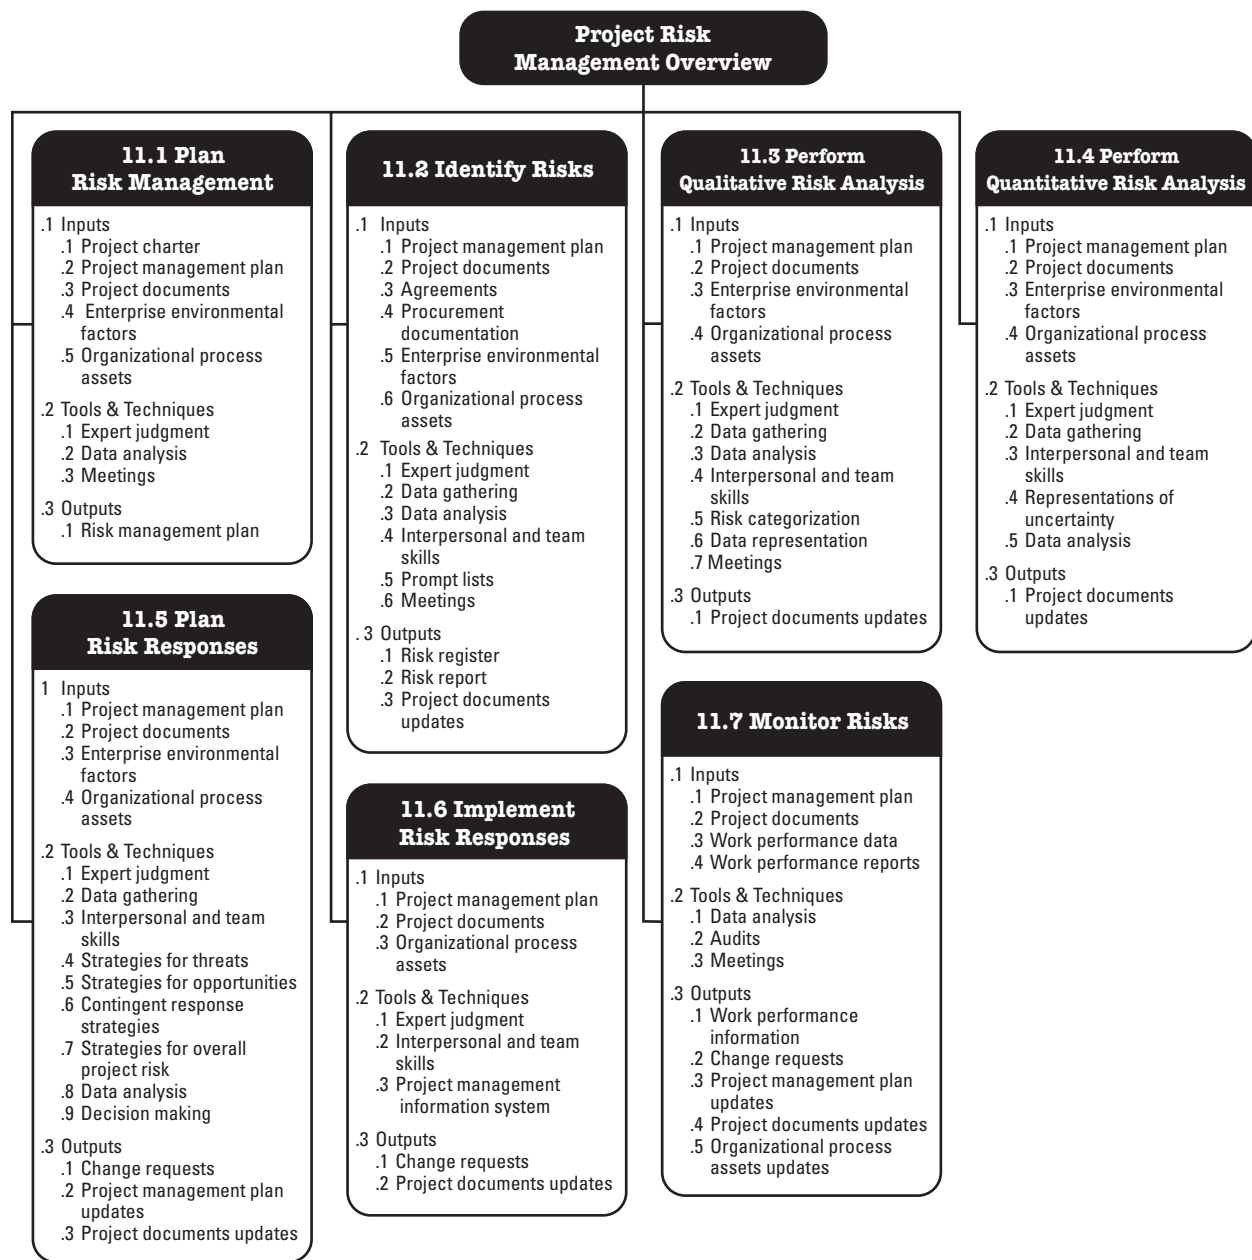 Project Risk
Management Overview
11.1 Plan
Risk Management
.1 Inputs
.1 Project charter
.2 Project management plan
.3 Project documents
.4 Enterprise environmental
factors
.5 Organizational process
assets
.2 Tools & Techniques
.1 Expert judgment
.2 Data analysis
.3 Meetings
.3 Outputs
.1 Risk management plan
11.2 Identify Risks
.1 Inputs
.1 Project management plan
.2 Project documents
.3 Agreements
.4 Procurement
documentation
.5 Enterprise environmental
factors
.6 Organizational process
assets
.2 Tools & Techniques
.1 Expert judgment
.2 Data gathering
.3 Data analysis
.4 Interpersonal and team
skills
.5 Prompt lists
.6 Meetings
. 3 Outputs
.1 Risk register
.2 Risk report
.3 Project documents
updates
11.3 Perform
Qualitative Risk Analysis
.1 Inputs
.1 Project management plan
.2 Project documents
.3 Enterprise environmental
factors
.4 Organizational process
assets
.2 Tools & Techniques
.1 Expert judgment
.2 Data gathering
.3 Data analysis
.4 Interpersonal and team
skills
.5 Risk categorization
.6 Data representation
.7 Meetings
.3 Outputs
.1 Project documents updates
11.4 Perform
Quantitative Risk Analysis
.1 Inputs
.1 Project management plan
.2 Project documents
.3 Enterprise environmental
factors
.4 Organizational process
assets
.2 Tools & Techniques
.1 Expert judgment
.2 Data gathering
.3 Interpersonal and team
skills
.4 Representations of
uncertainty
.5 Data analysis
.3 Outputs
.1 Project documents
updates
11.5 Plan
Risk Responses
1 Inputs
.1 Project management plan
.2 Project documents
.3 Enterprise environmental
factors
.4 Organizational process
assets
.2 Tools & Techniques
.1 Expert judgment
.2 Data gathering
.3 Interpersonal and team
skills
.4 Strategies for threats
.5 Strategies for opportunities
.6 Contingent response
strategies
.7 Strategies for overall
project risk
.8 Data analysis
.9 Decision making
.3 Outputs
.1 Change requests
.2 Project management plan
updates
.3 Project documents updates
11.6 Implement
Risk Responses
.1 Inputs
.1 Project management plan
.2 Project documents
.3 Organizational process
assets
.2 Tools & Techniques
.1 Expert judgment
.2 Interpersonal and team
skills
.3 Project management
information system
.3 Outputs
.1 Change requests
.2 Project documents updates
11.7 Monitor Risks
.1 Inputs
.1 Project management plan
.2 Project documents
.3 Work performance data
.4 Work performance reports
.2 Tools & Techniques
.1 Data analysis
.2 Audits
.3 Meetings
.3 Outputs
.1 Work performance
information
.2 Change requests
.3 Project management plan
updates
.4 Project documents updates
.5 Organizational process
assets updates